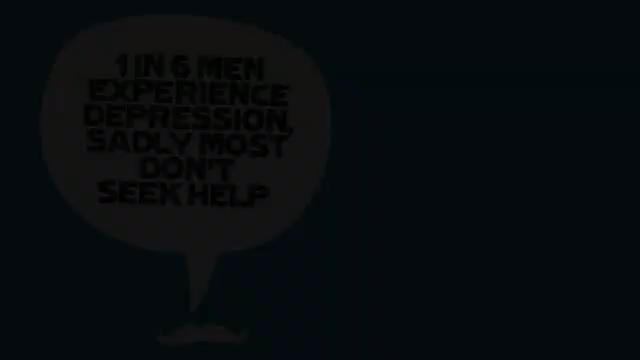 1 IN 6 MEN
EXPERIENCE
DEPRESSION,
SADLY MOST
DON'T
SEEK HELP